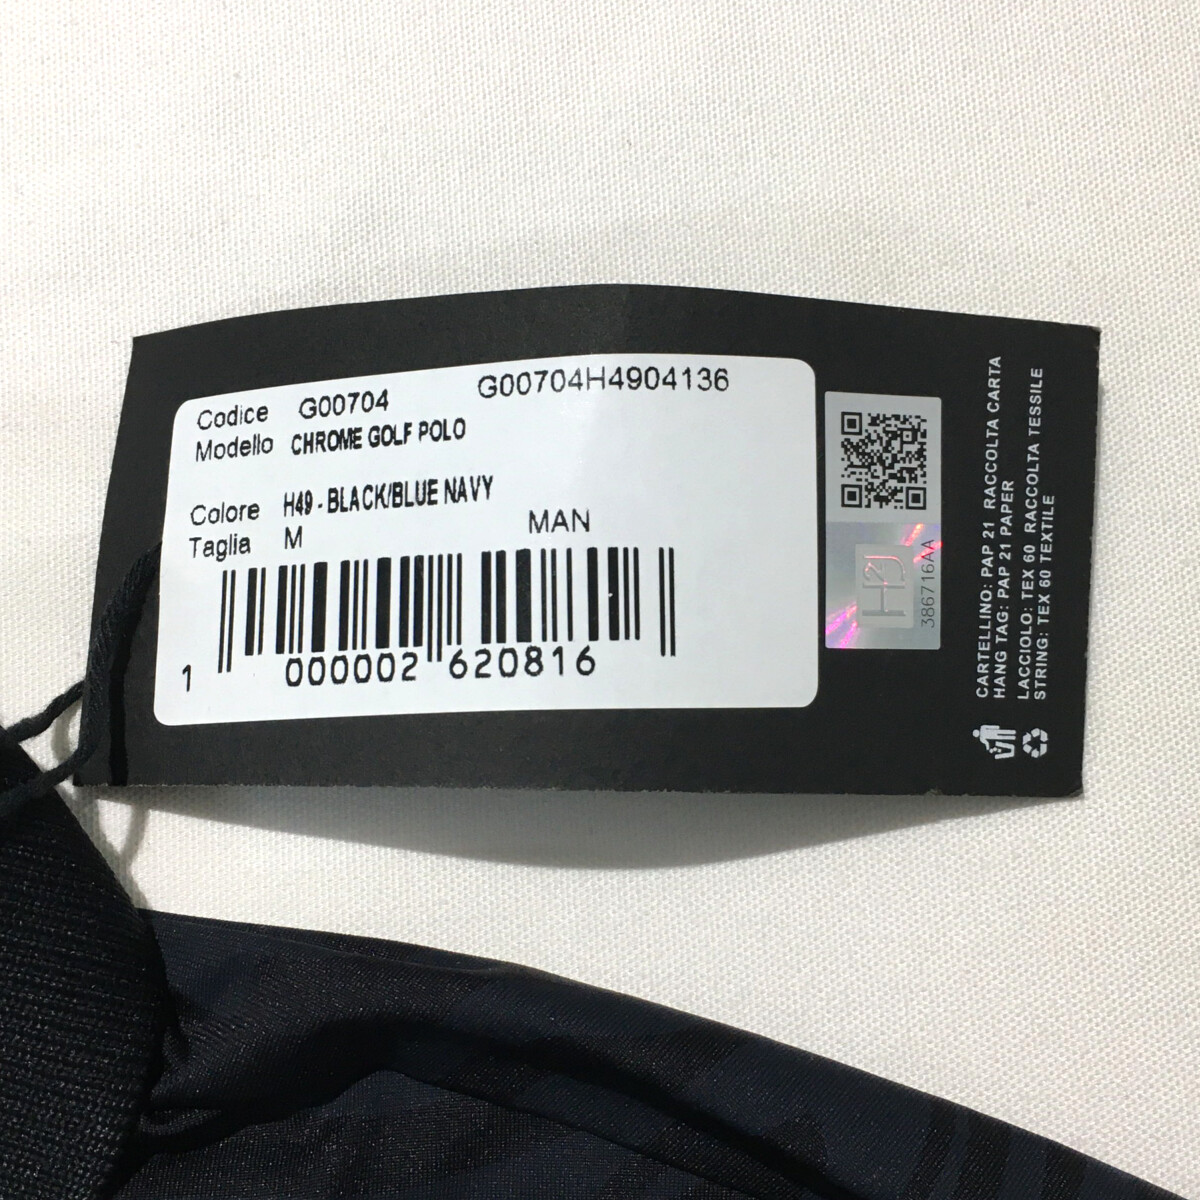 Codice G00704 G00704H4904136
Modello CHROME GOLF POLO
Colore H49 - BLACK/BLUE NAVY
Taglia M MAN
1 000002 620816
386716AA
CARTELLINO: PAP 21 RACCOLTA CARTA
HANG TAG: PAP 21 PAPER
LACCIOLO: TEX 60 RACCOLTA TESSILE
STRING: TEX 60 TEXTILE